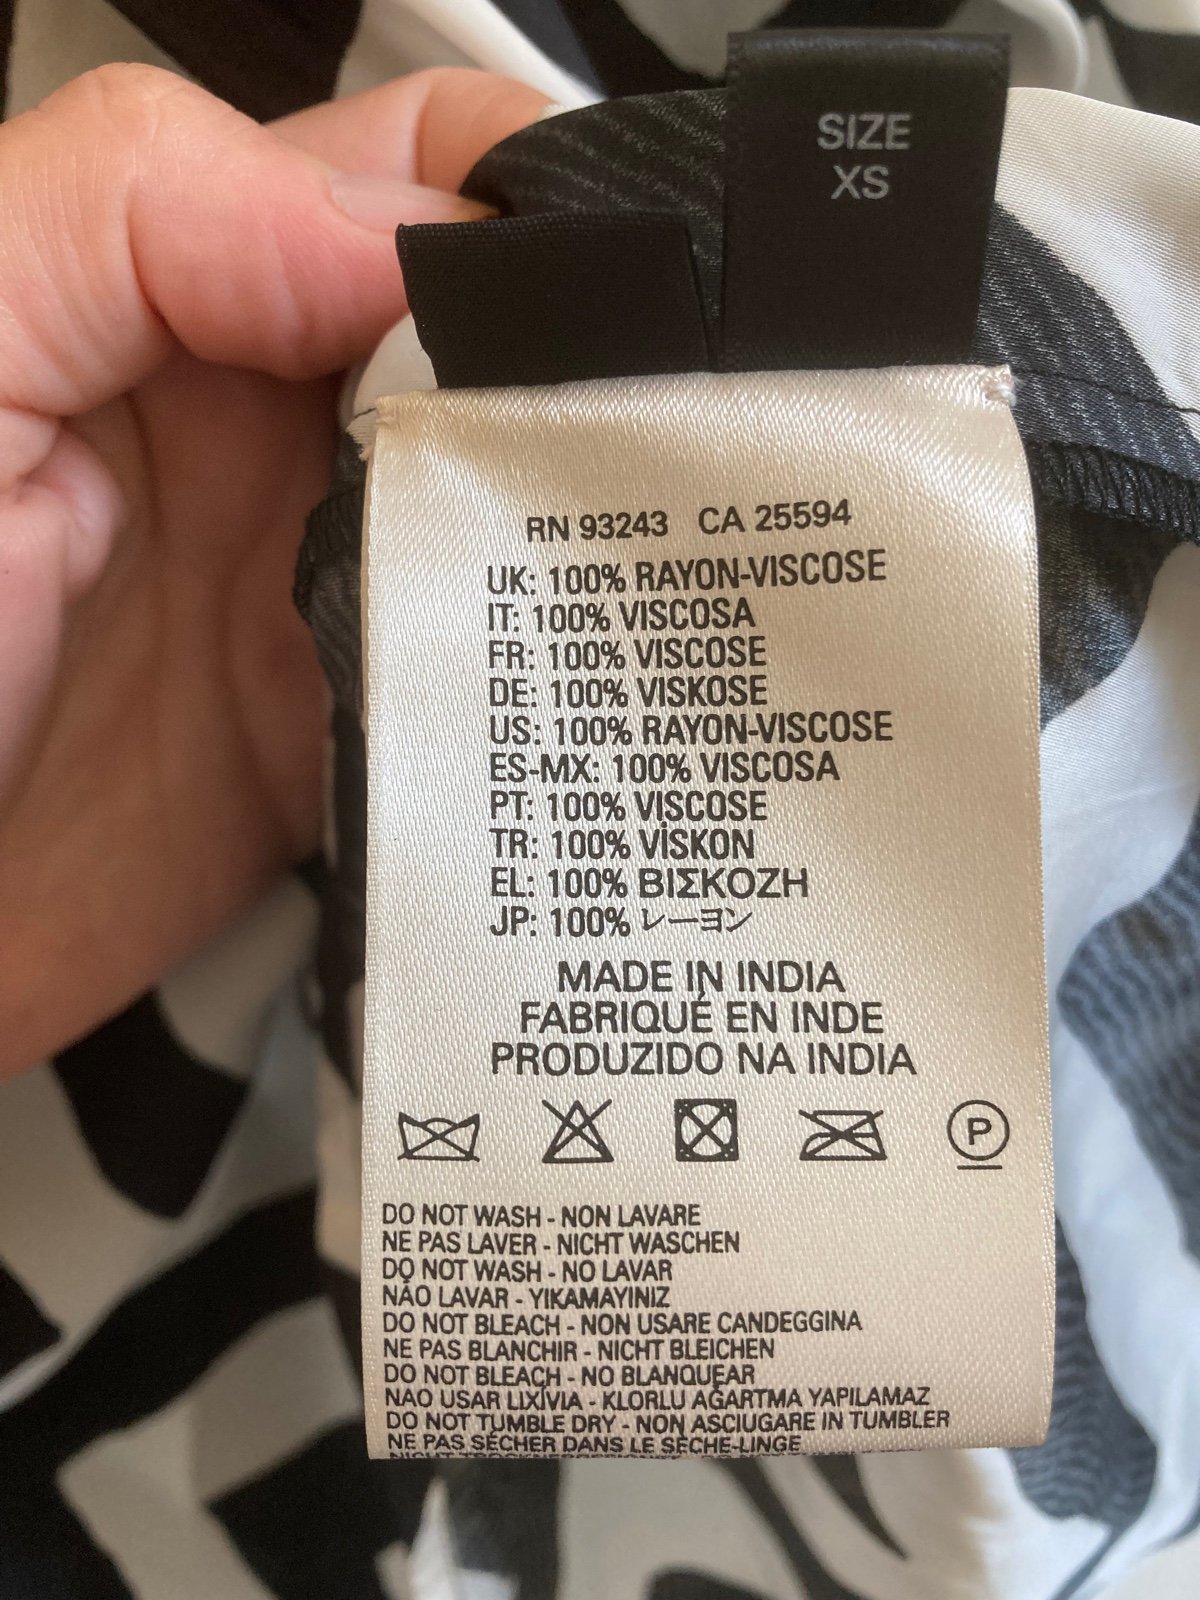 SIZE
XS
RN 93243 CA 25594
UK: 100% RAYON-VISCOSE
IT: 100% VISCOSA
FR: 100% VISCOSE
DE: 100% VISKOSE
US: 100% RAYON-VISCOSE
ES-MX: 100% VISCOSA
PT: 100% VISCOSE
TR: 100% VİSKON
EL: 100% ΒΙΣΚΟΖΗ
JP: 100% レーヨン
MADE IN INDIA
FABRIQUÉ EN INDE
PRODUZIDO NA INDIA
P
DO NOT WASH - NON LAVARE
NE PAS LAVER - NICHT WASCHEN
DO NOT WASH - NO LAVAR
NÃO LAVAR - YIKAMAYINIZ
DO NOT BLEACH - NON USARE CANDEGGINA
NE PAS BLANCHIR - NICHT BLEICHEN
DO NOT BLEACH - NO BLANQUEAR
NAO USAR LIXÍVIA - KLORLU AĞARTMA YAPILAMAZ
DO NOT TUMBLE DRY - NON ASCIUGARE IN TUMBLER
NE PAS SÉCHER DANS LE SÈCHE-LINGE